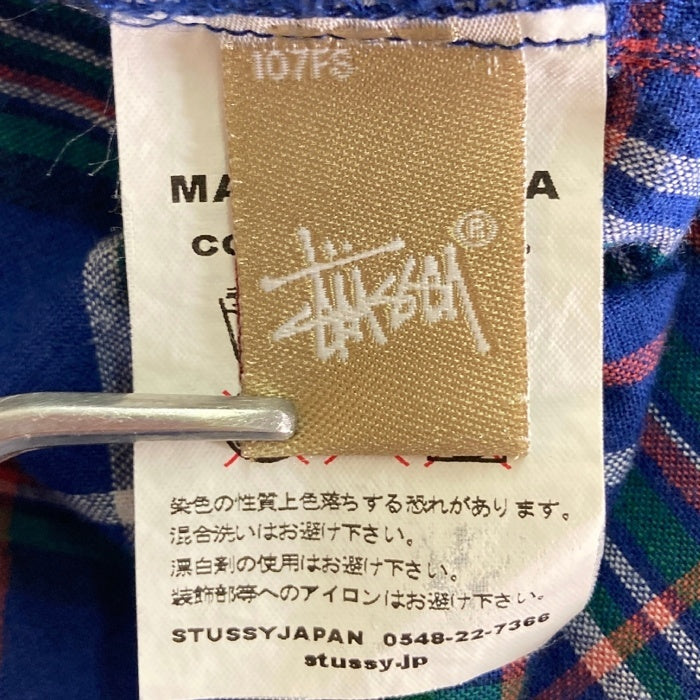 107FS
Stüssy ®
染色の性質上色落ちする恐れがあります。
混合洗いはお避け下さい。
漂白剤の使用はお避け下さい。
装飾部等へのアイロンはお避け下さい。
STUSSYJAPAN 0548-22-7366
stussy-jp